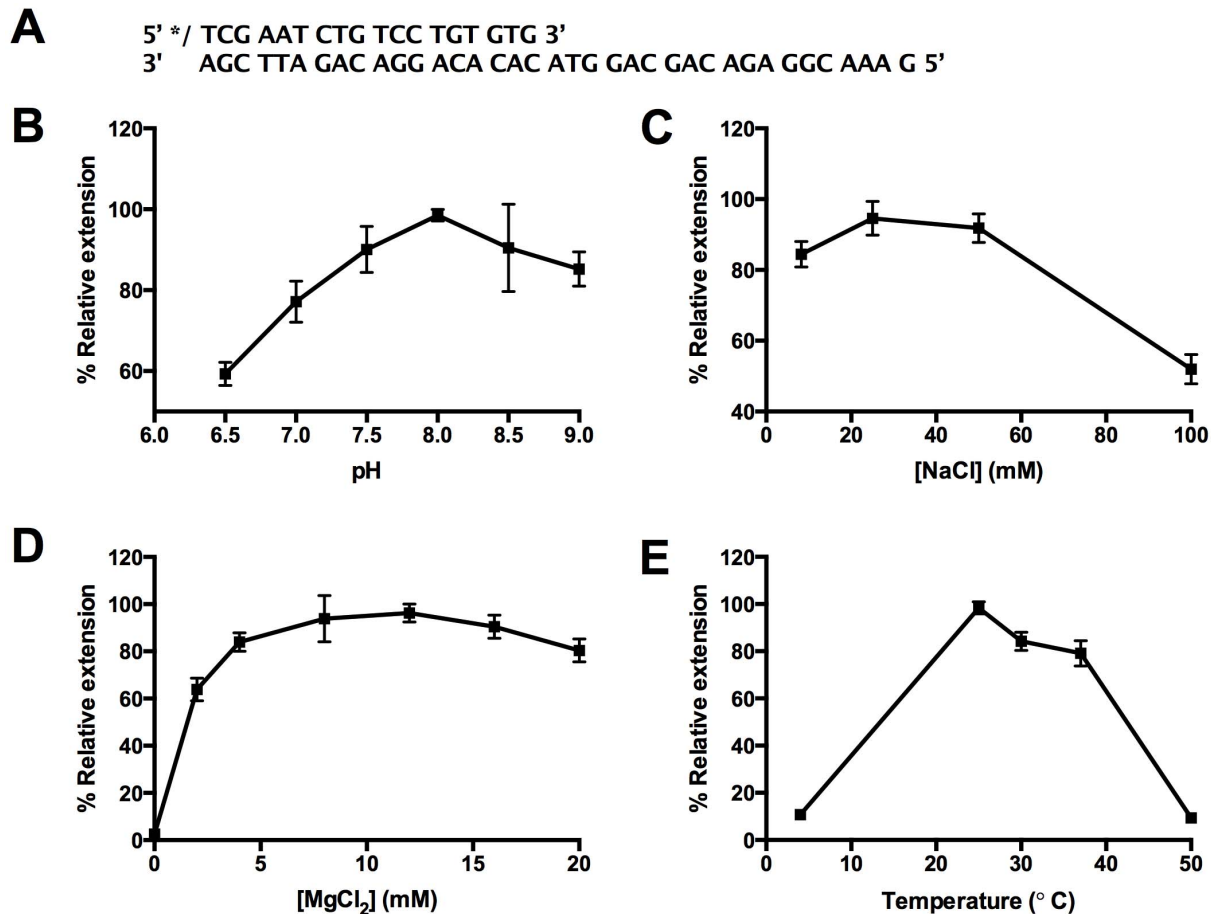 A
5' */ TCG AAT CTG TCC TGT GTG 3'
3' AGC TTA GAC AGG ACA CAC ATG GAC GAC AGA GGC AAA G 5'
B
% Relative extension
120
100
80
60
6.0 6.5 7.0 7.5 8.0 8.5 9.0
pH
C
% Relative extension
120
100
80
60
40
0 20 40 60 80 100
[NaCl] (mM)
D
% Relative extension
120
100
80
60
40
20
0
0 5 10 15 20
[MgCl₂] (mM)
E
% Relative extension
120
100
80
60
40
20
0
0 10 20 30 40 50
Temperature (° C)